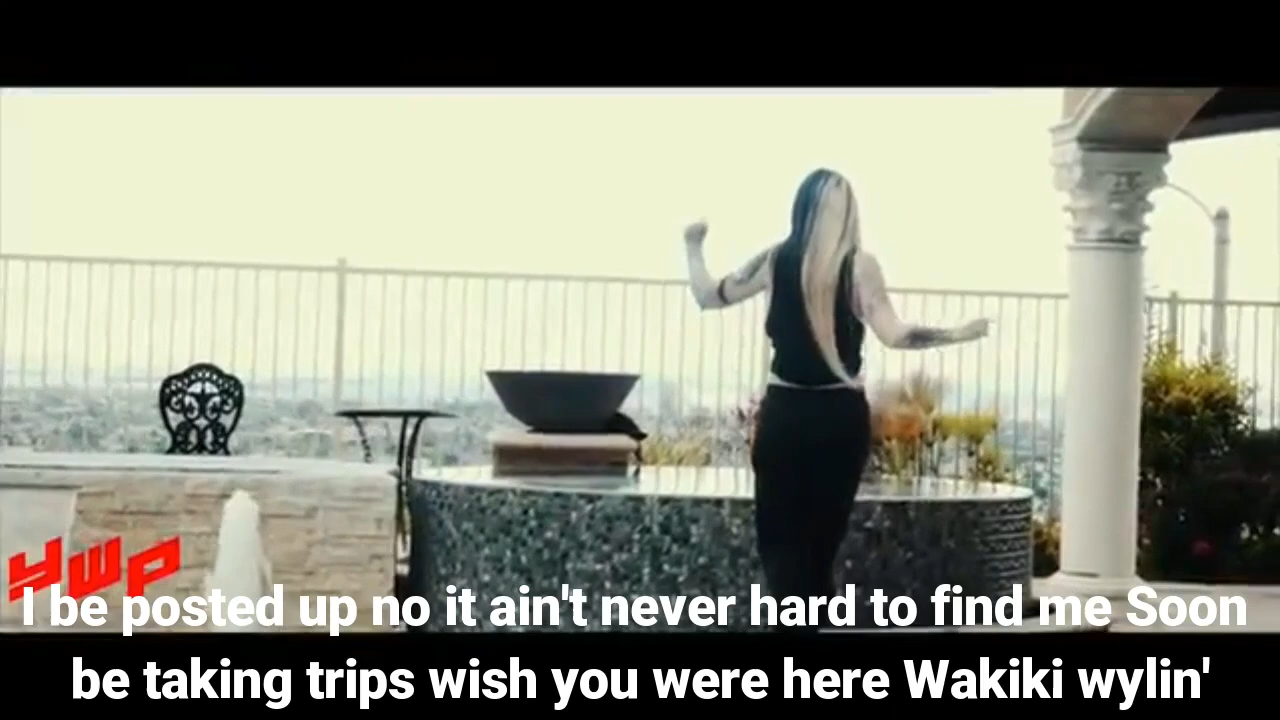 YWP
I be posted up no it ain't never hard to find me Soon
be taking trips wish you were here Wakiki wylin'